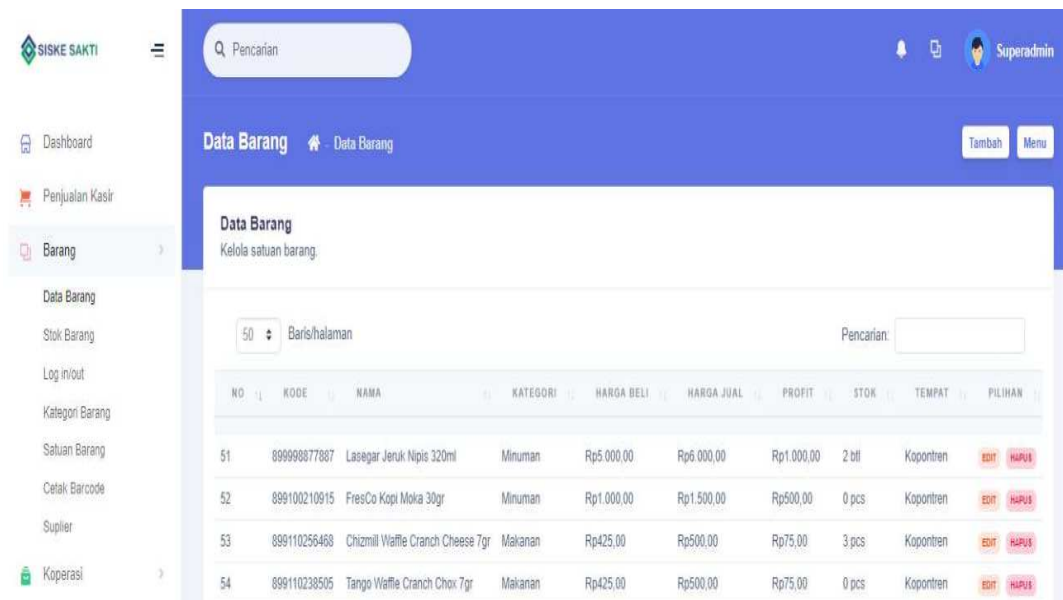 SISKE SAKTI
Pencarian
Superadmin
Dashboard
Penjualan Kasir
Barang
Data Barang
Stok Barang
Log in/out
Kategori Barang
Satuan Barang
Cetak Barcode
Suplier
Koperasi
Data Barang - Data Barang
Tambah Menu
Data Barang
Kelola satuan barang.
50 Baris/halaman Pencarian:
NO KODE NAMA KATEGORI HARGA BELI HARGA JUAL PROFIT STOK TEMPAT PILIHAN
51 899998877887 Lasegar Jeruk Nipis 320ml Minuman Rp5.000,00 Rp6.000,00 Rp1.000,00 2 btl Kopontren EDIT HAPUS
52 899100210915 FresCo Kopi Moka 30gr Minuman Rp1.000,00 Rp1.500,00 Rp500,00 0 pcs Kopontren EDIT HAPUS
53 899110256468 Chizmill Waffle Cranch Cheese 7gr Makanan Rp425,00 Rp500,00 Rp75,00 3 pcs Kopontren EDIT HAPUS
54 899110238505 Tango Waffle Cranch Chox 7gr Makanan Rp425,00 Rp500,00 Rp75,00 0 pcs Kopontren EDIT HAPUS